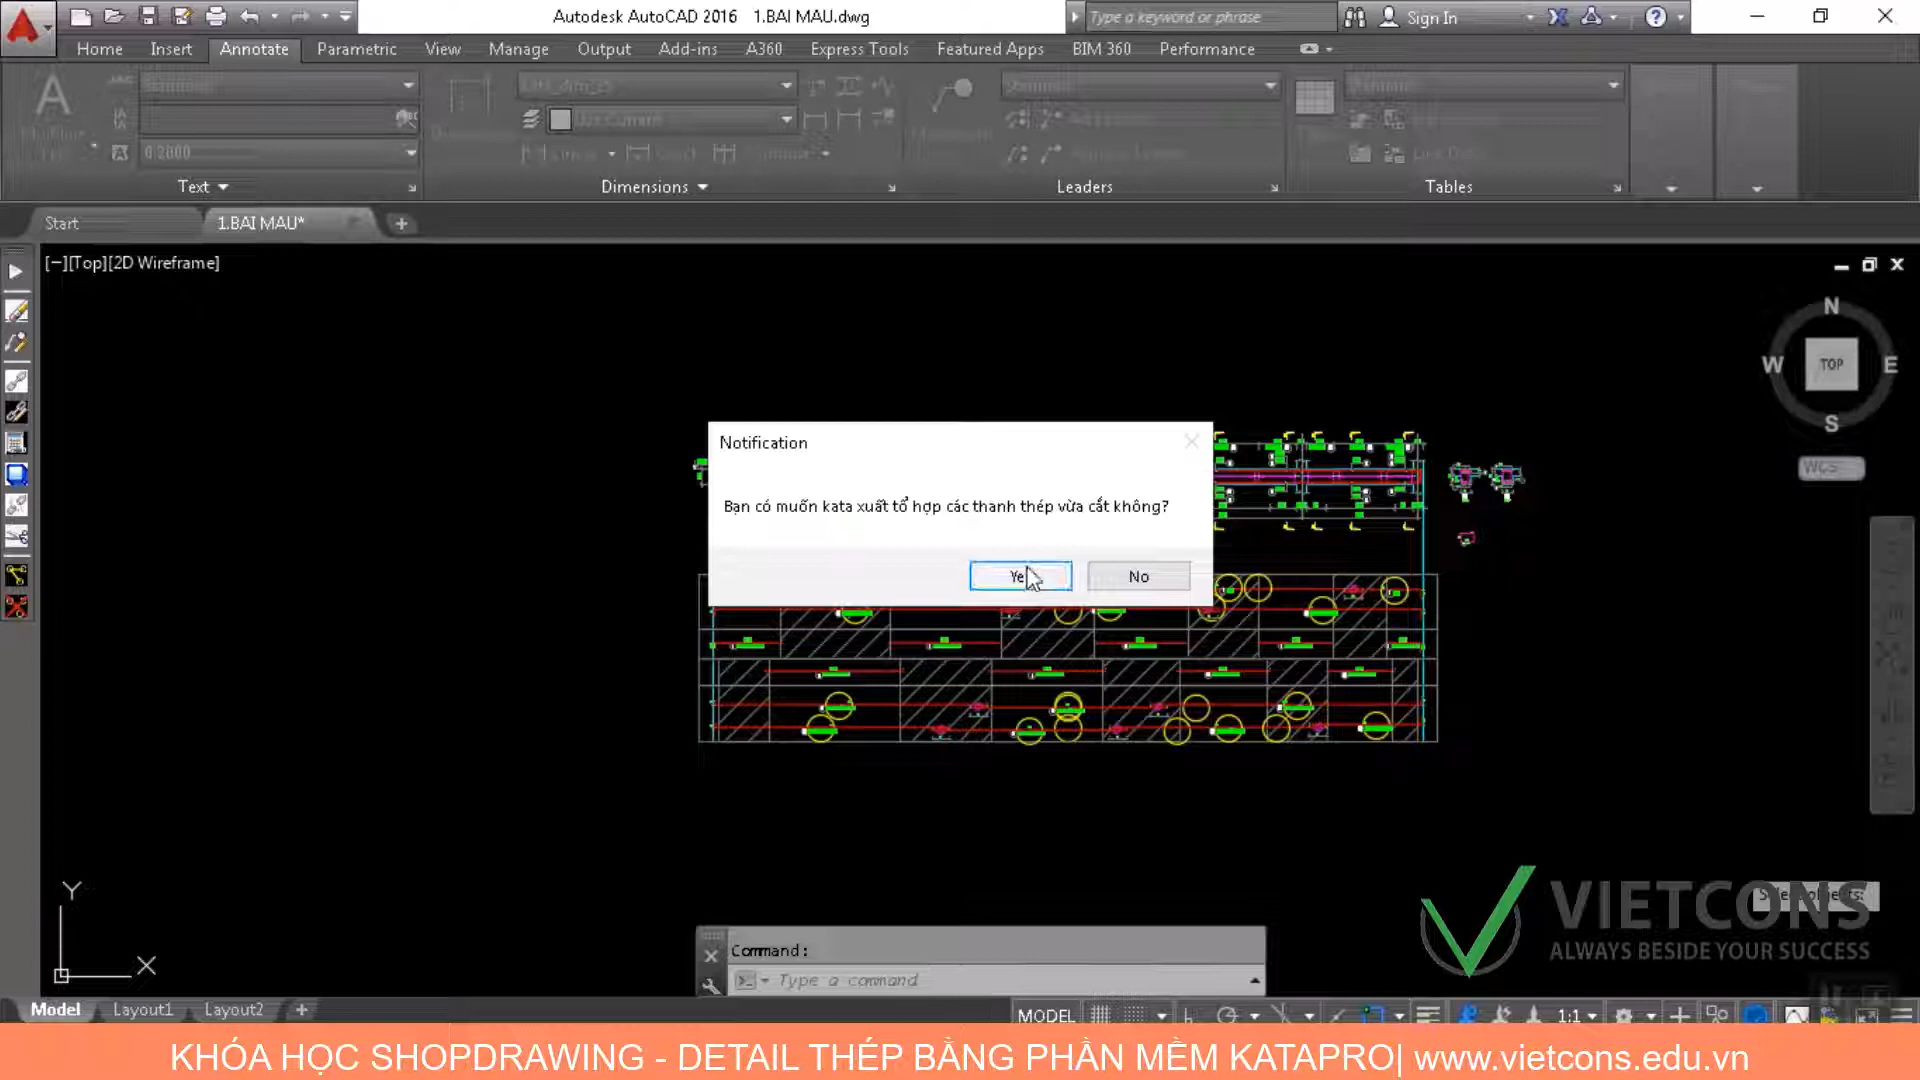 Autodesk AutoCAD 2016 1.BAI MAU.dwg
Type a keyword or phrase
Sign In
Home Insert Annotate Parametric View Manage Output Add-ins A360 Express Tools Featured Apps BIM 360 Performance
A
0.2000
Text Dimensions Leaders Tables
Start 1.BAI MAU*
[−][Top][2D Wireframe]
N
W TOP E
S
WCS
Notification
Bạn có muốn kata xuất tổ hợp các thanh thép vừa cắt không?
Ye No
VIETCONS
ALWAYS BESIDE YOUR SUCCESS
Y
X
Command:
Type a command
Model Layout1 Layout2
MODEL 1:1
KHÓA HỌC SHOPDRAWING - DETAIL THÉP BẰNG PHẦN MỀM KATAPRO| www.vietcons.edu.vn